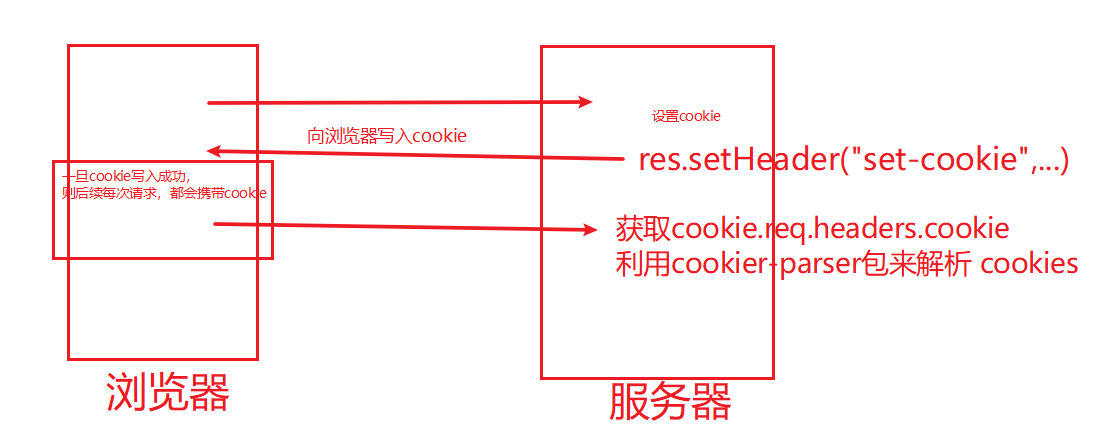 设置cookie
向浏览器写入cookie
res.setHeader("set-cookie",...)
一旦cookie写入成功,
则后续每次请求，都会携带cookie
获取cookie.req.headers.cookie
利用cookier-parser包来解析 cookies
浏览器
服务器